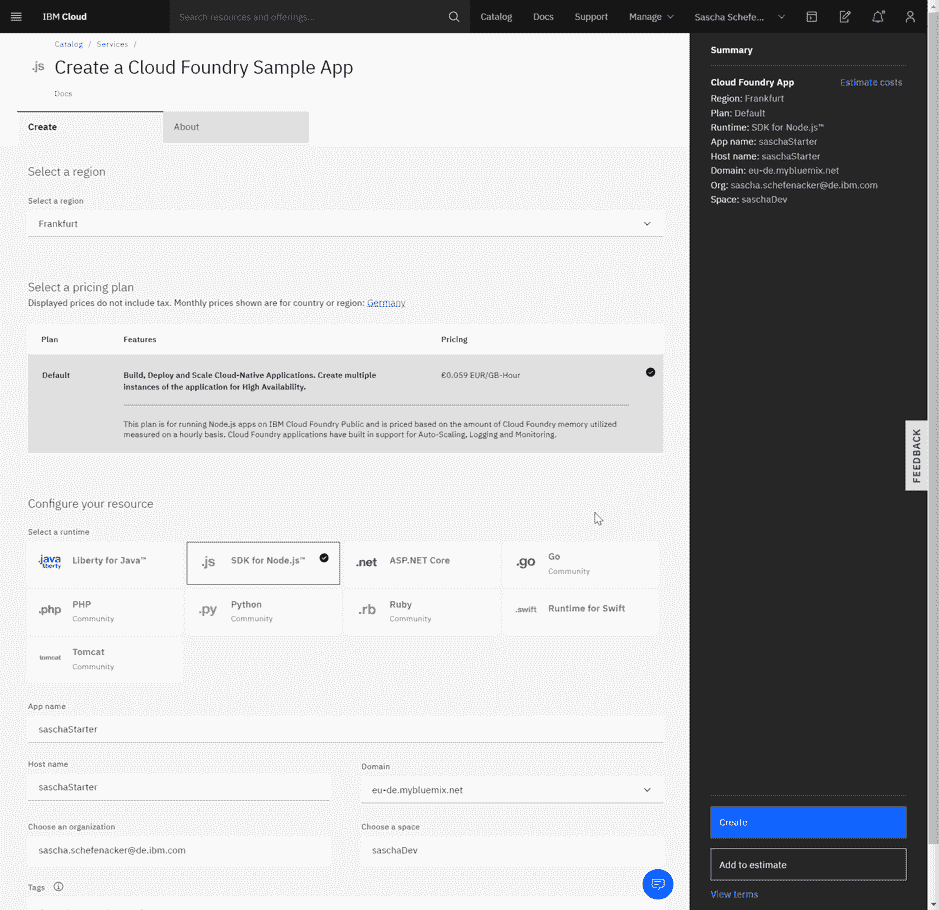 IBM Cloud
Search resources and offerings...
Catalog
Docs
Support
Manage
Sascha Schefe...
Catalog / Services /
.js
Create a Cloud Foundry Sample App
Docs
Create
About
Select a region
Select a region
Frankfurt
Select a pricing plan
Displayed prices do not include tax. Monthly prices shown are for country or region: Germany
Plan
Features
Pricing
Default
Build, Deploy and Scale Cloud-Native Applications. Create multiple
instances of the application for High Availability.
€0.059 EUR/GB-Hour
This plan is for running Node.js apps on IBM Cloud Foundry Public and is priced based on the amount of Cloud Foundry memory utilized
measured on a hourly basis. Cloud Foundry applications have built in support for Auto-Scaling, Logging and Monitoring.
Configure your resource
Select a runtime
java
liberty
Liberty for Java™
.js
SDK for Node.js™
.net
ASP.NET Core
.go
Go
Community
.php
PHP
Community
.py
Python
Community
.rb
Ruby
Community
.swift
Runtime for Swift
tomcat
Tomcat
Community
App name
saschaStarter
Host name
saschaStarter
Domain
eu-de.mybluemix.net
Choose an organization
sascha.schefenacker@de.ibm.com
Choose a space
saschaDev
Tags
Summary
Cloud Foundry App
Estimate costs
Region: Frankfurt
Plan: Default
Runtime: SDK for Node.js™
App name: saschaStarter
Host name: saschaStarter
Domain: eu-de.mybluemix.net
Org: sascha.schefenacker@de.ibm.com
Space: saschaDev
FEEDBACK
Create
Add to estimate
View terms